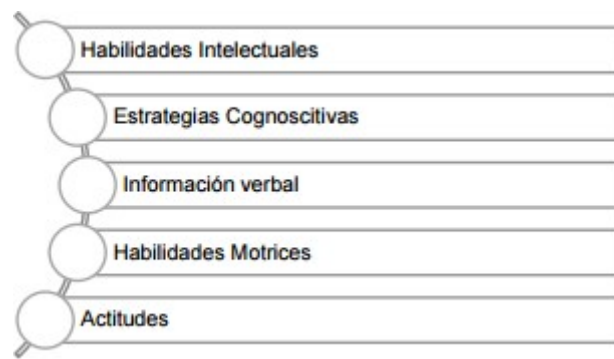 Habilidades Intelectuales
Estrategias Cognoscitivas
Información verbal
Habilidades Motrices
Actitudes